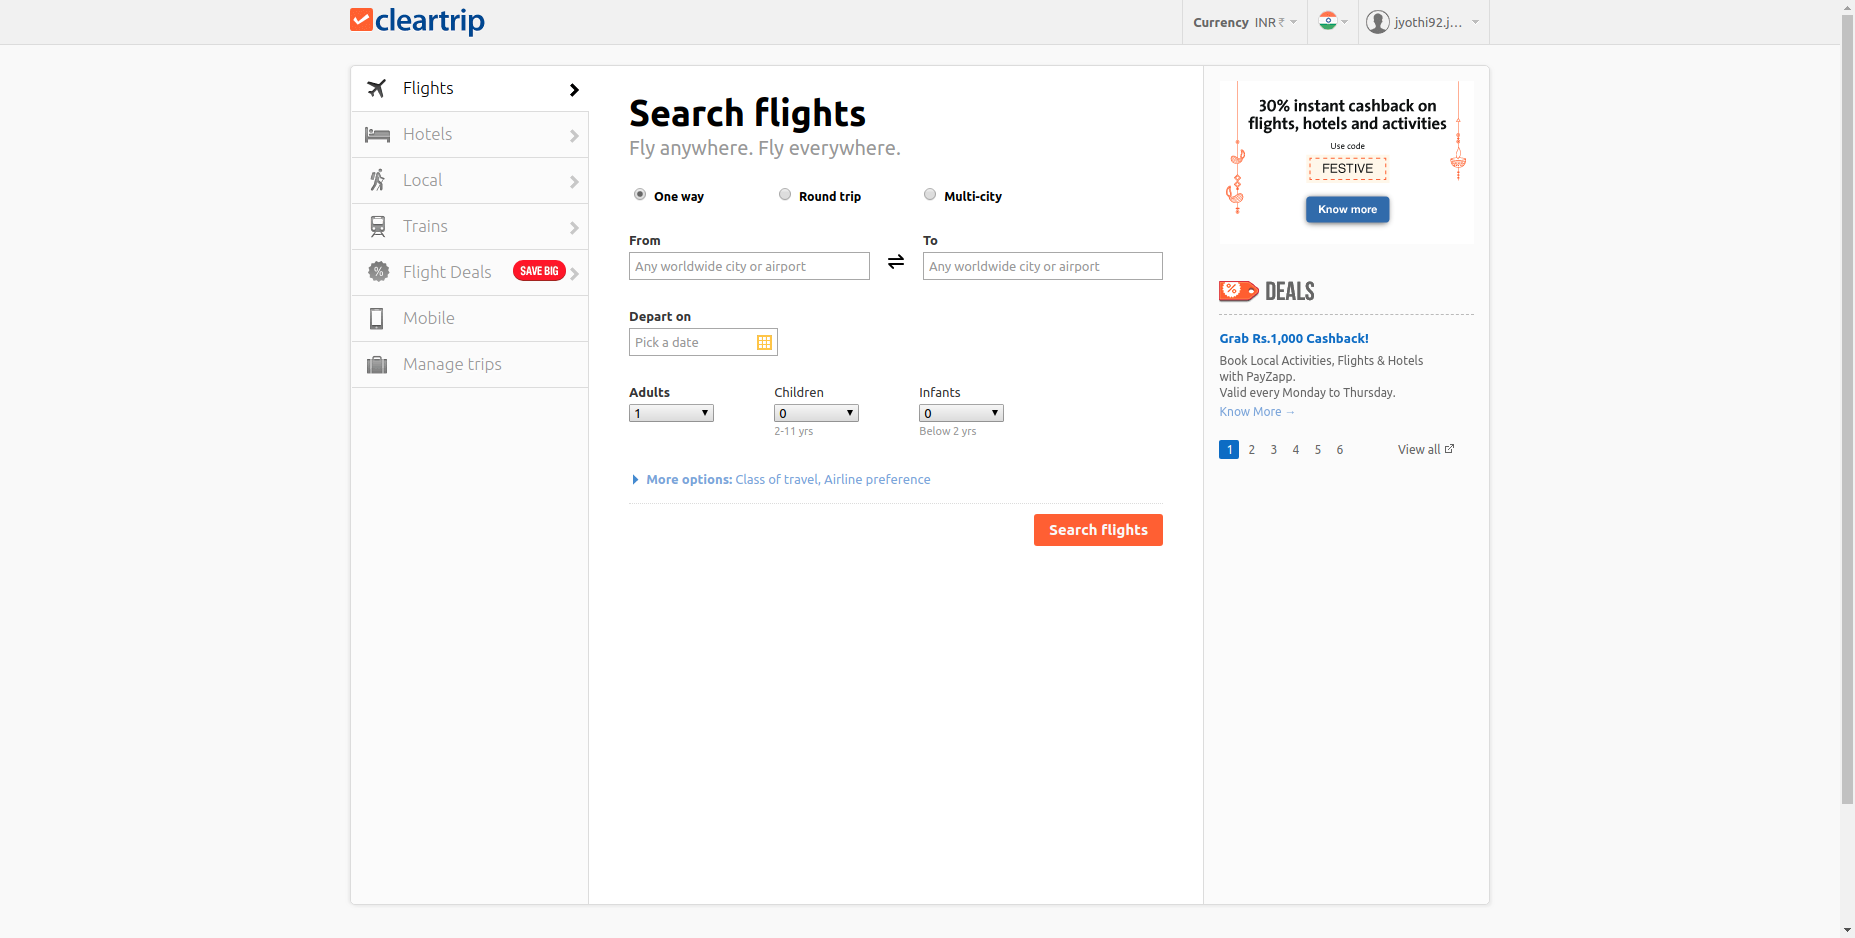 cleartrip
Currency INR ₹
jyothi92.j...
Flights
Hotels
Local
Trains
Flight Deals SAVE BIG
Mobile
Manage trips
Search flights
Fly anywhere. Fly everywhere.
One way Round trip Multi-city
From To
Any worldwide city or airport Any worldwide city or airport
Depart on
Pick a date
Adults Children Infants
1 0 0
2-11 yrs Below 2 yrs
More options: Class of travel, Airline preference
Search flights
30% instant cashback on
flights, hotels and activities
Use code
FESTIVE
Know more
% DEALS
Grab Rs.1,000 Cashback!
Book Local Activities, Flights & Hotels
with PayZapp.
Valid every Monday to Thursday.
Know More →
1 2 3 4 5 6 View all